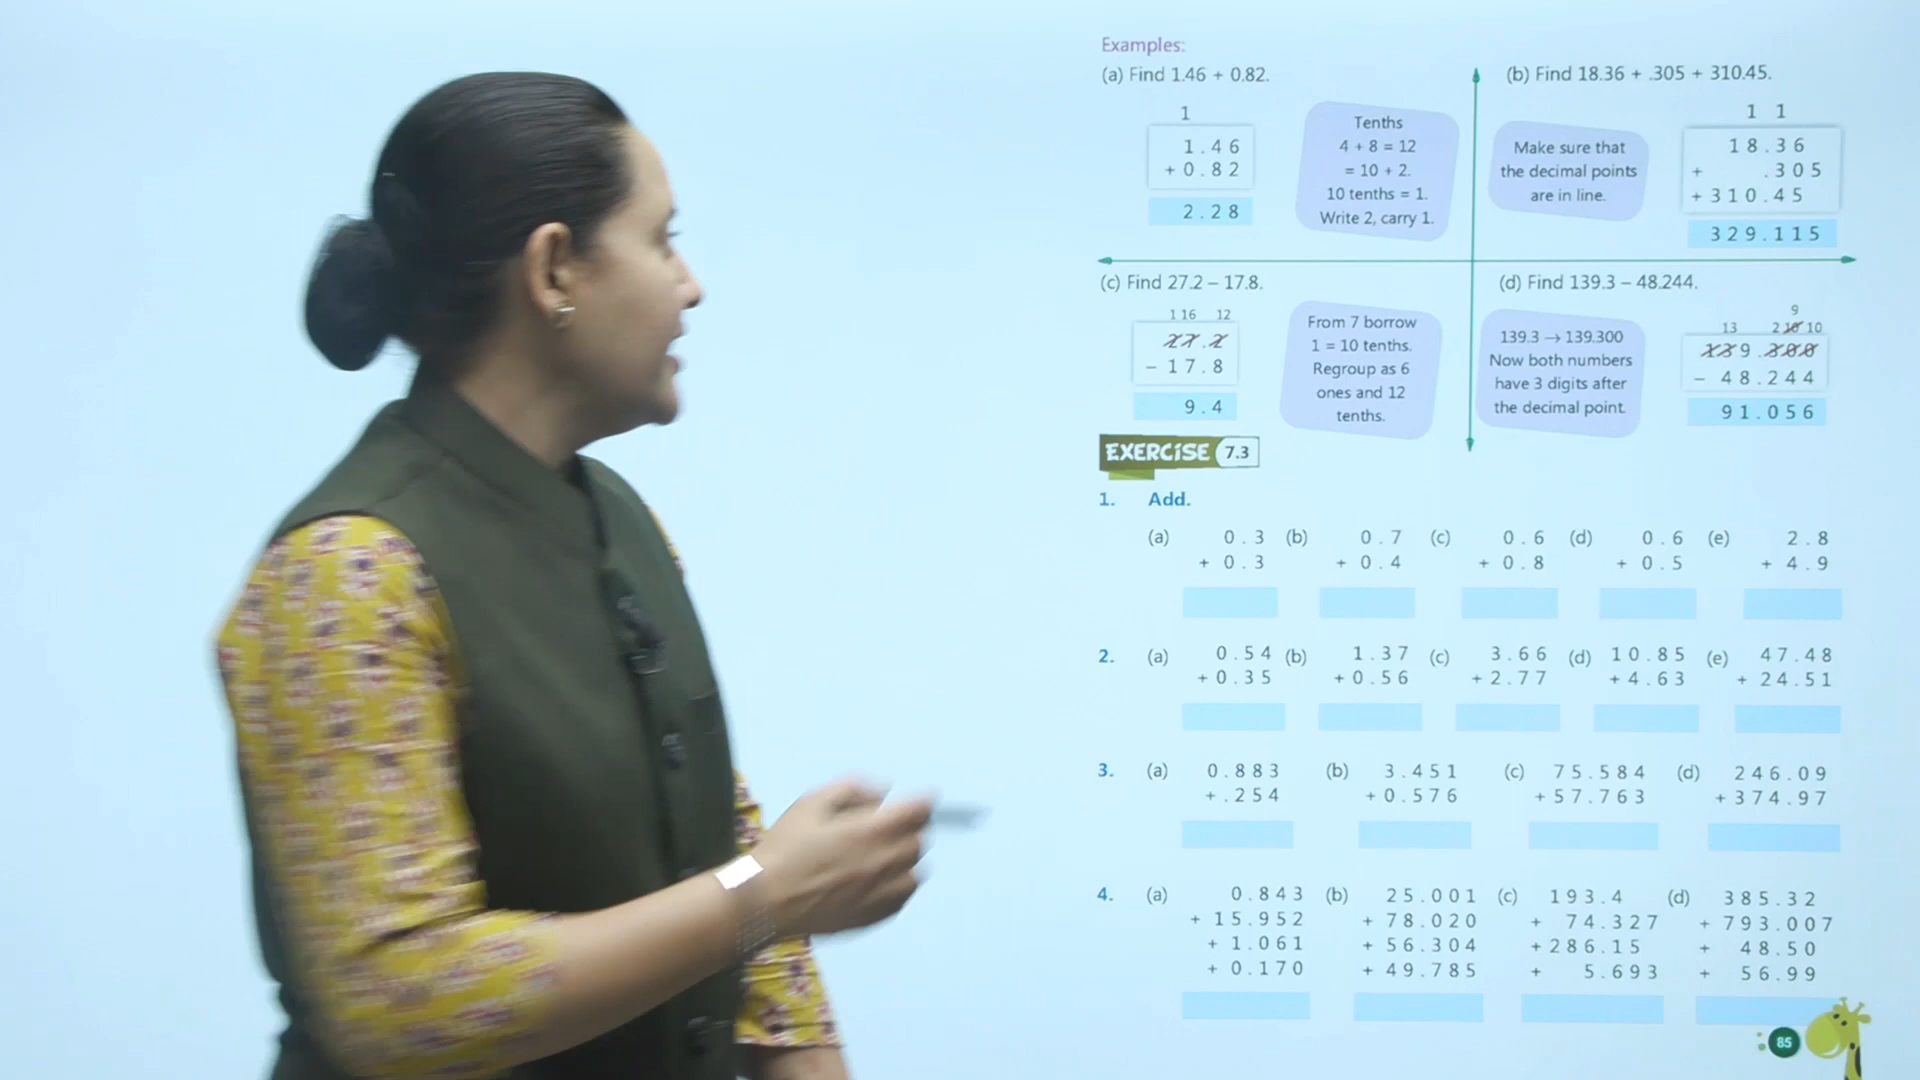 Examples:
(a) Find 1.46 + 0.82.
1
1.46
+ 0.82
2.28
Tenths
4 + 8 = 12
= 10 + 2.
10 tenths = 1.
Write 2, carry 1.
(b) Find 18.36 + .305 + 310.45.
Make sure that
the decimal points
are in line.
1 1
18.36
+ .305
+ 310.45
329.115
(c) Find 27.2 – 17.8.
1 16 12
27.2
– 17.8
9.4
From 7 borrow
1 = 10 tenths.
Regroup as 6
ones and 12
tenths.
(d) Find 139.3 – 48.244.
139.3 → 139.300
Now both numbers
have 3 digits after
the decimal point.
9
13 2 10 10
139.300
– 48.244
91.056
EXERCISE 7.3
1. Add.
(a) 0.3 (b) 0.7 (c) 0.6 (d) 0.6 (e) 2.8
+ 0.3 + 0.4 + 0.8 + 0.5 + 4.9
2. (a) 0.54 (b) 1.37 (c) 3.66 (d) 10.85 (e) 47.48
+ 0.35 + 0.56 + 2.77 + 4.63 + 24.51
3. (a) 0.883 (b) 3.451 (c) 75.584 (d) 246.09
+ .254 + 0.576 + 57.763 + 374.97
4. (a) 0.843 (b) 25.001 (c) 193.4 (d) 385.32
+ 15.952 + 78.020 + 74.327 + 793.007
+ 1.061 + 56.304 + 286.15 + 48.50
+ 0.170 + 49.785 + 5.693 + 56.99
85